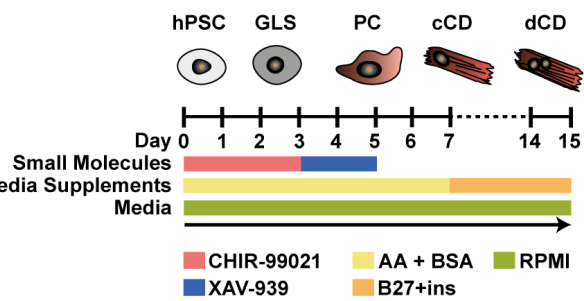 hPSC GLS PC cCD dCD
Day 0 1 2 3 4 5 6 7 14 15
Small Molecules
edia Supplements
Media
CHIR-99021 AA + BSA RPMI
XAV-939 B27+ins